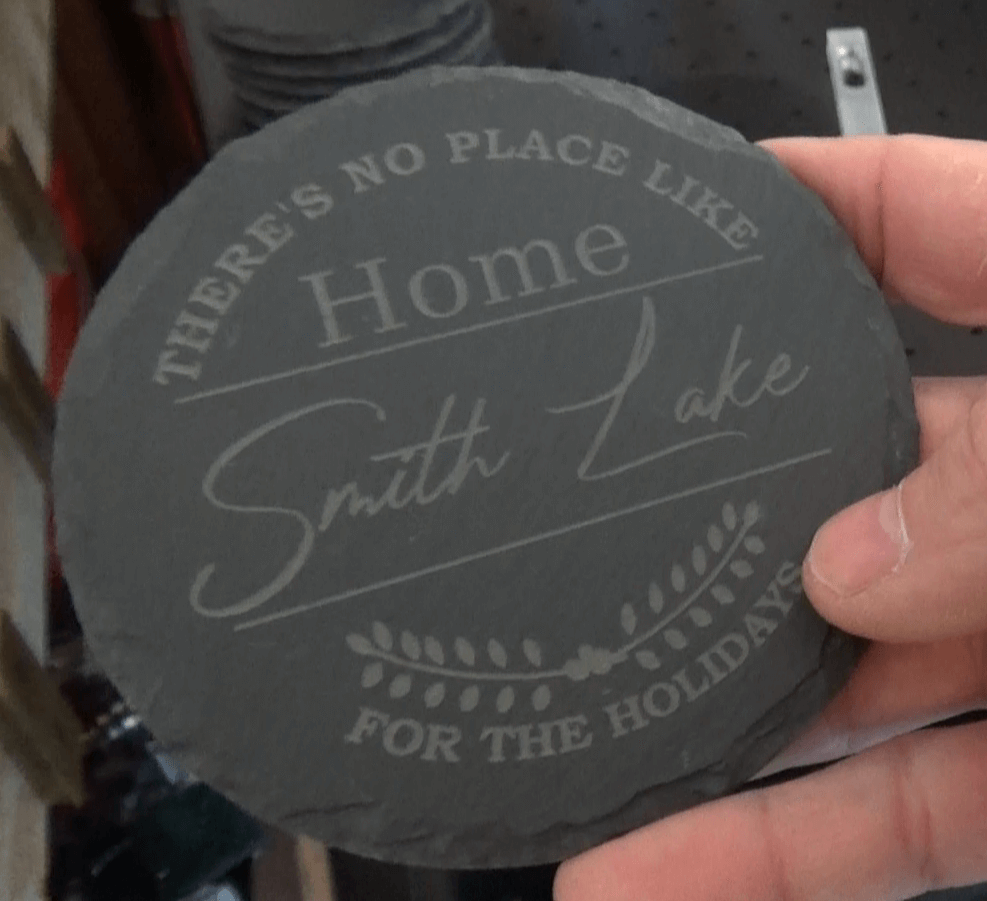 THERE'S NO PLACE LIKE
Home
Smith Lake
FOR THE HOLIDAYS